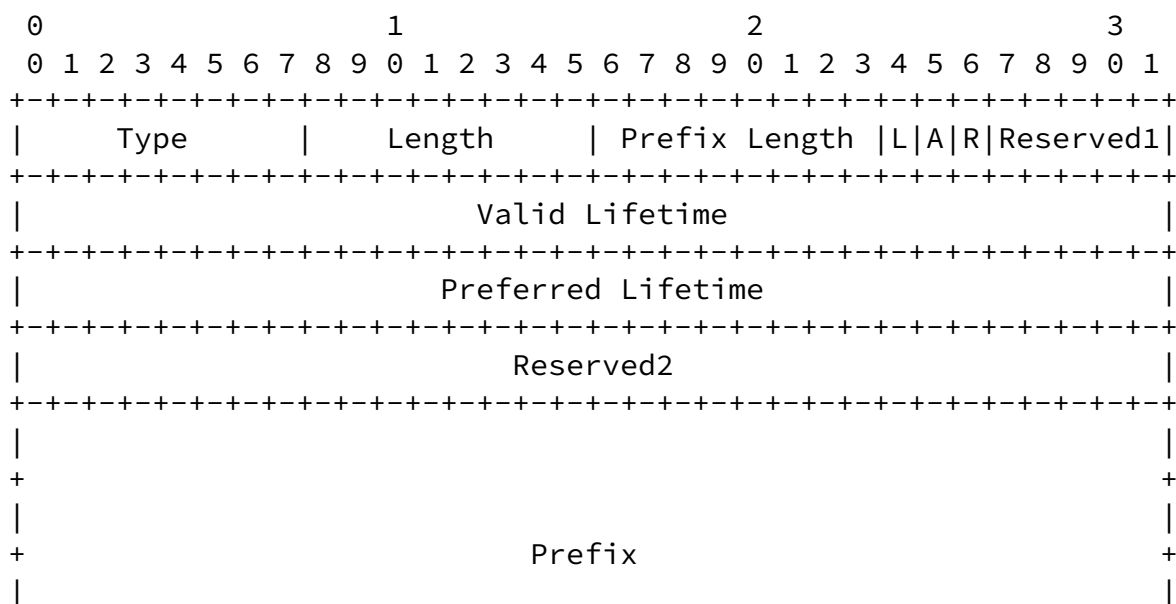 0                   1                   2                   3
 0 1 2 3 4 5 6 7 8 9 0 1 2 3 4 5 6 7 8 9 0 1 2 3 4 5 6 7 8 9 0 1
+-+-+-+-+-+-+-+-+-+-+-+-+-+-+-+-+-+-+-+-+-+-+-+-+-+-+-+-+-+-+-+-+
|     Type      |    Length     | Prefix Length |L|A|R|Reserved1|
+-+-+-+-+-+-+-+-+-+-+-+-+-+-+-+-+-+-+-+-+-+-+-+-+-+-+-+-+-+-+-+-+
|                         Valid Lifetime                        |
+-+-+-+-+-+-+-+-+-+-+-+-+-+-+-+-+-+-+-+-+-+-+-+-+-+-+-+-+-+-+-+-+
|                       Preferred Lifetime                      |
+-+-+-+-+-+-+-+-+-+-+-+-+-+-+-+-+-+-+-+-+-+-+-+-+-+-+-+-+-+-+-+-+
|                           Reserved2                           |
+-+-+-+-+-+-+-+-+-+-+-+-+-+-+-+-+-+-+-+-+-+-+-+-+-+-+-+-+-+-+-+-+
|                                                               |
+                                                               +
|                                                               |
+                            Prefix                             +
|                                                               |